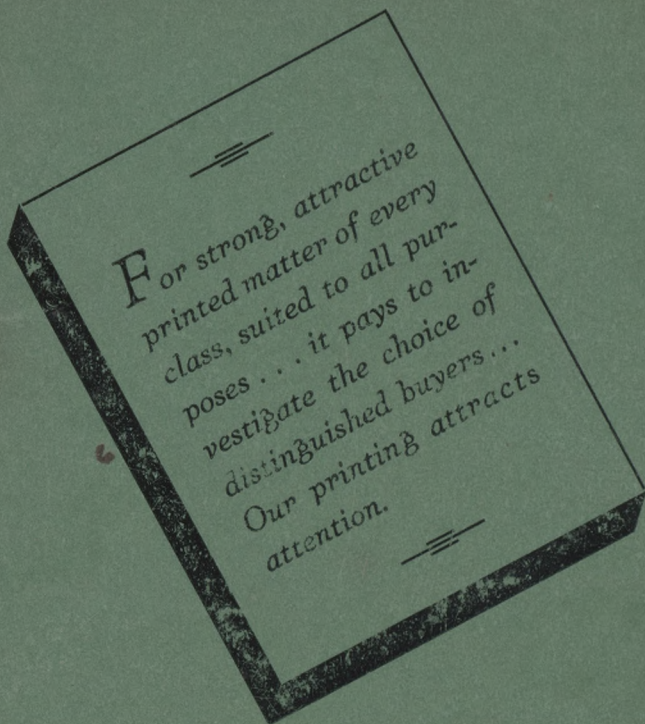 For strong, attractive
printed matter of every
class, suited to all pur-
poses . . . it pays to in-
vestigate the choice of
distinguished buyers...
Our printing attracts
attention.